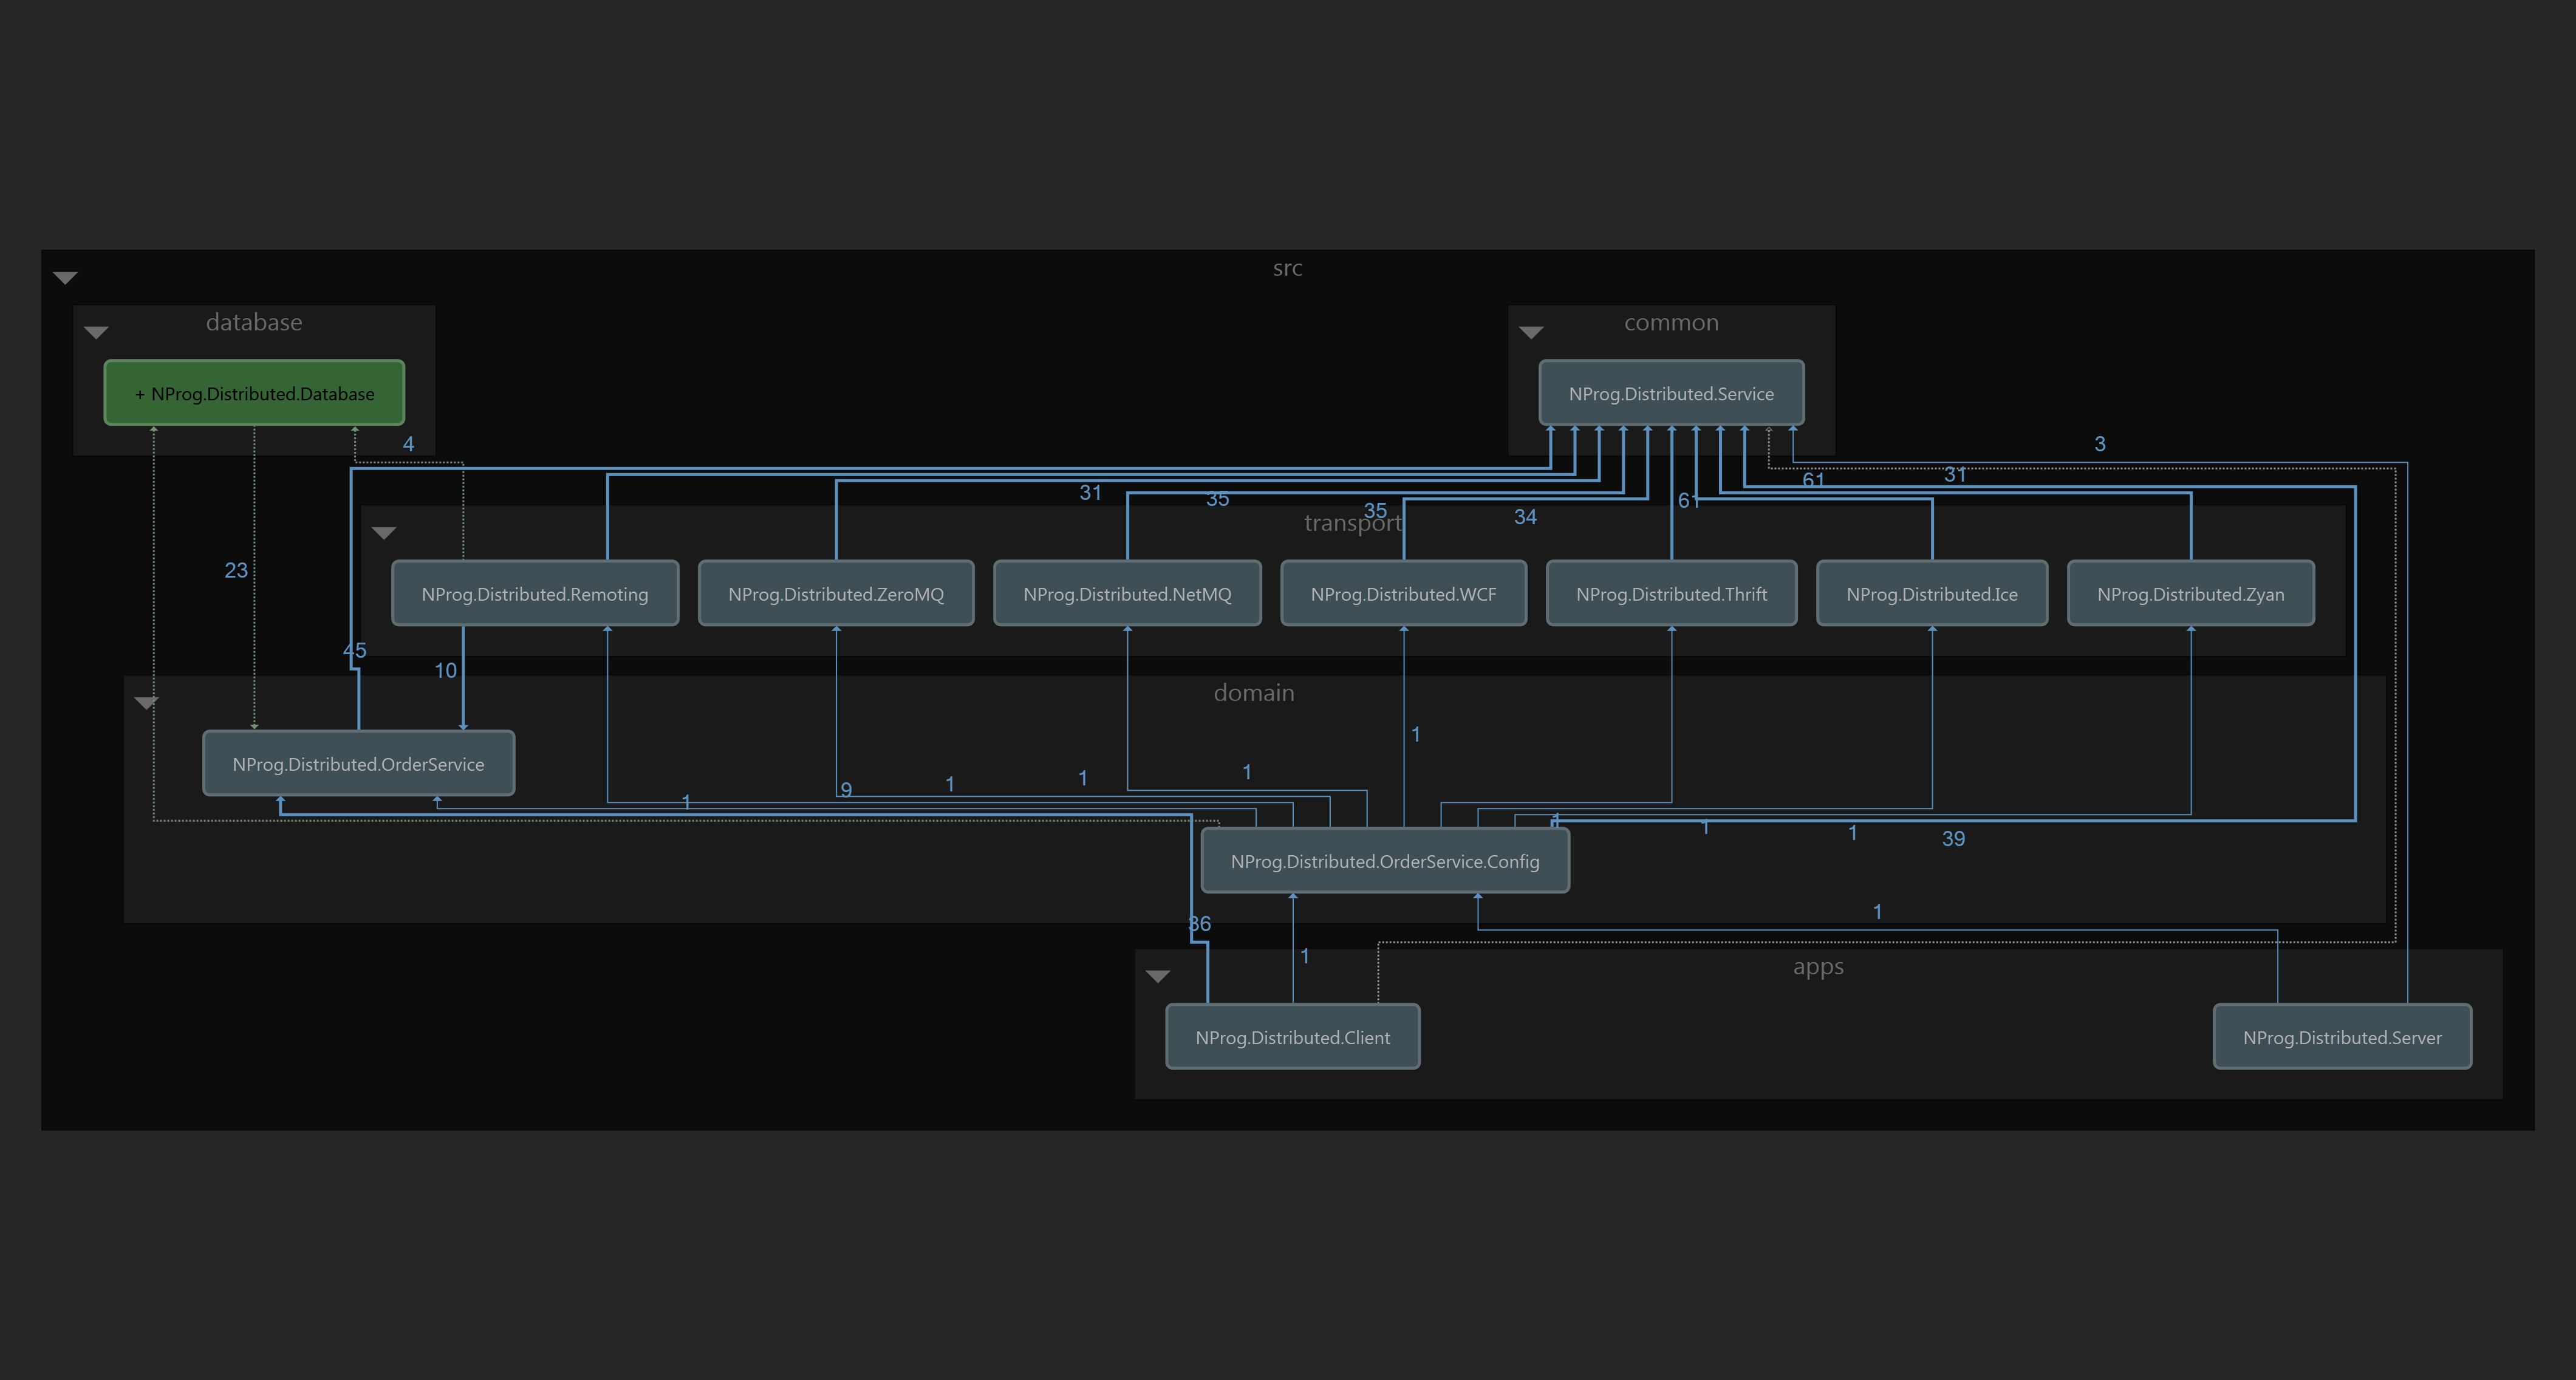 src
database
common
+ NProg.Distributed.Database
NProg.Distributed.Service
4
3
31
35
35
34
61
61
31
transport
23
NProg.Distributed.Remoting
NProg.Distributed.ZeroMQ
NProg.Distributed.NetMQ
NProg.Distributed.WCF
NProg.Distributed.Thrift
NProg.Distributed.Ice
NProg.Distributed.Zyan
45
10
domain
1
NProg.Distributed.OrderService
1
9
1
1
1
1
1
1
39
NProg.Distributed.OrderService.Config
36
1
1
apps
NProg.Distributed.Client
NProg.Distributed.Server